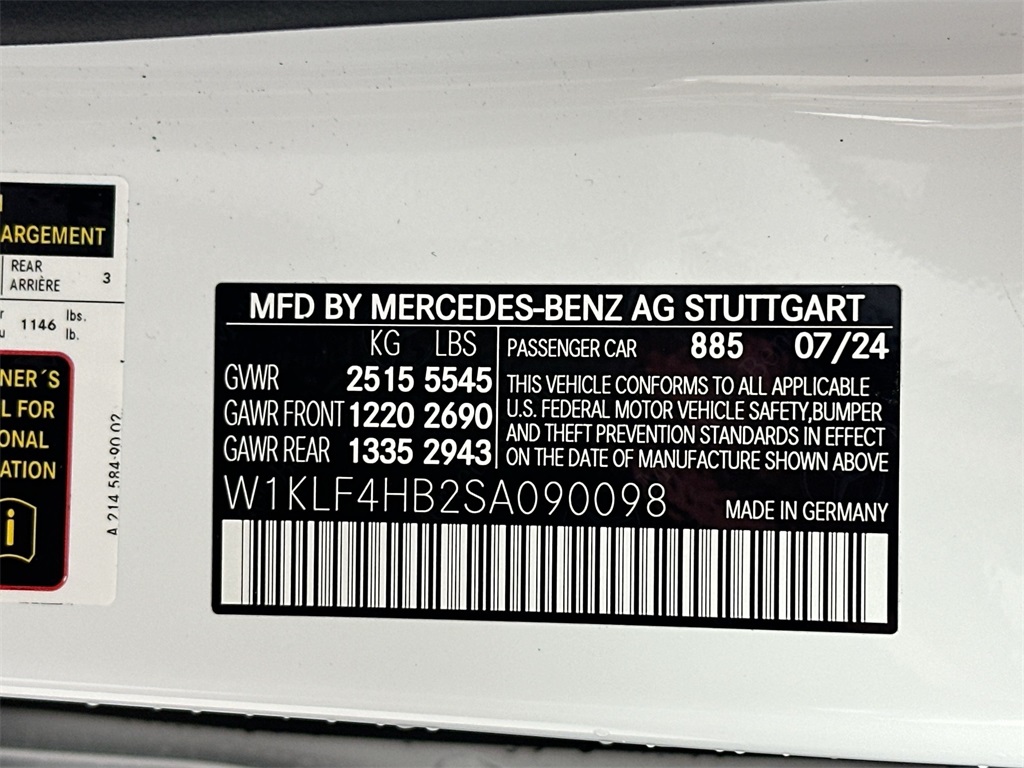 ARGEMENT
REAR
ARRIÈRE
3
1146
lbs.
lb.
NER´S
L FOR
ONAL
ATION
i
A 214 584 90 02
MFD BY MERCEDES-BENZ AG STUTTGART
KG LBS
GVWR 2515 5545
GAWR FRONT 1220 2690
GAWR REAR 1335 2943
PASSENGER CAR 885 07/24
THIS VEHICLE CONFORMS TO ALL APPLICABLE
U.S. FEDERAL MOTOR VEHICLE SAFETY,BUMPER
AND THEFT PREVENTION STANDARDS IN EFFECT
ON THE DATE OF MANUFACTURE SHOWN ABOVE
W1KLF4HB2SA090098
MADE IN GERMANY